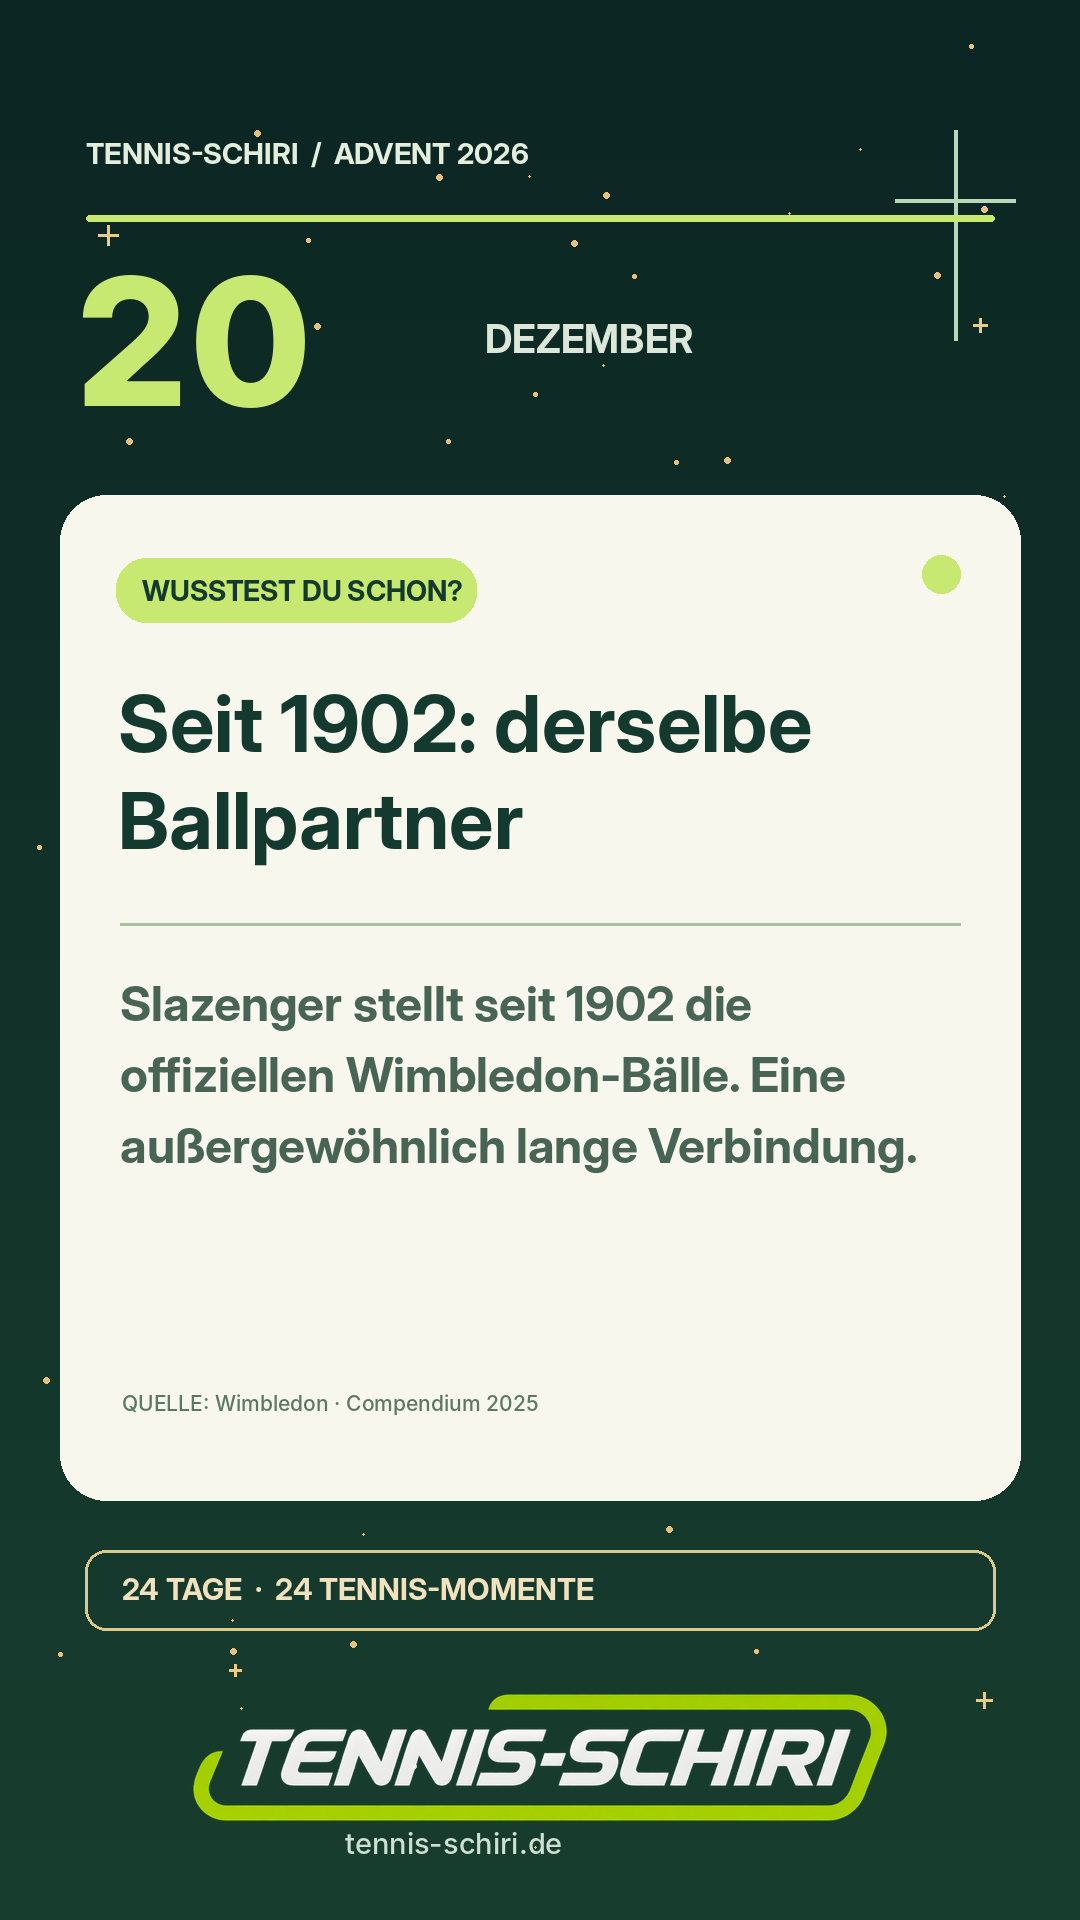 TENNIS-SCHIRI / ADVENT 2026
20
DEZEMBER
WUSSTEST DU SCHON?
Seit 1902: derselbe
Ballpartner
Slazenger stellt seit 1902 die
offiziellen Wimbledon-Bälle. Eine
außergewöhnlich lange Verbindung.
QUELLE: Wimbledon · Compendium 2025
24 TAGE · 24 TENNIS-MOMENTE
TENNIS-SCHIRI
tennis-schiri.de